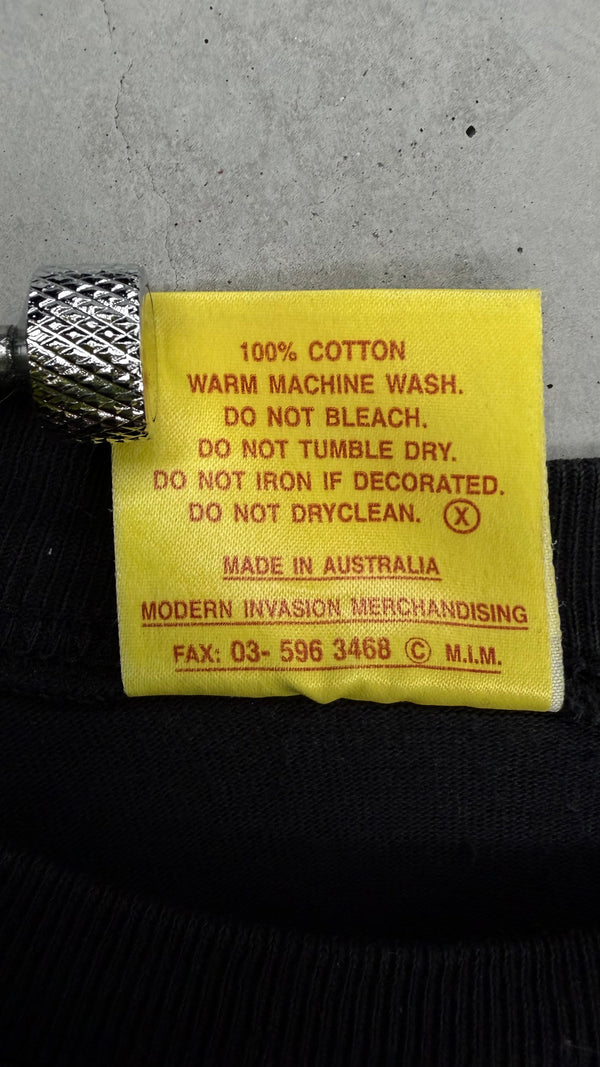 100% COTTON
WARM MACHINE WASH.
DO NOT BLEACH.
DO NOT TUMBLE DRY.
DO NOT IRON IF DECORATED.
DO NOT DRYCLEAN. Ⓧ
MADE IN AUSTRALIA
MODERN INVASION MERCHANDISING
FAX: 03- 596 3468 © M.I.M.